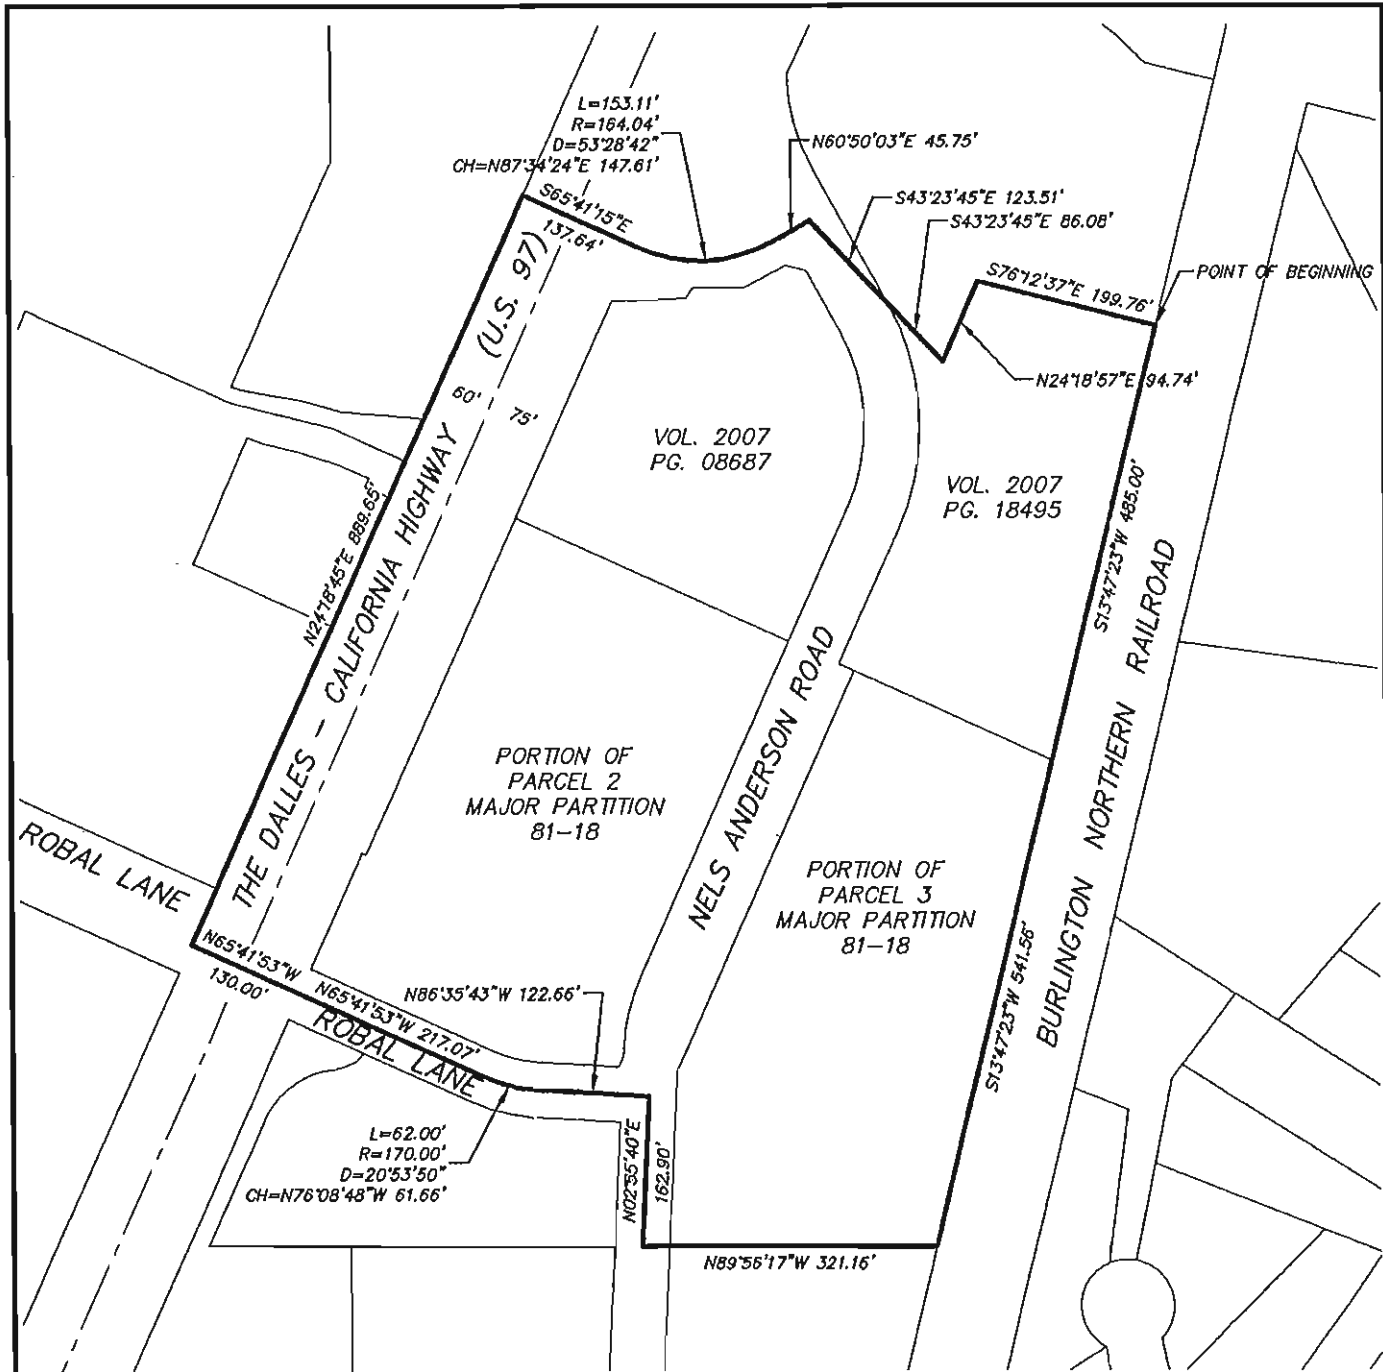 L=153.11'
R=164.04'
D=53°28'42"
CH=N87°34'24"E 147.61'
N60°50'03"E 45.75'
S43°23'45"E 123.51'
S43°23'45"E 86.08'
S65°41'15"E
137.64'
S76°12'37"E 199.76'
POINT OF BEGINNING
N24°18'57"E 94.74'
(U.S. 97)
60'
75'
VOL. 2007
PG. 08687
VOL. 2007
PG. 18495
N24°18'45"E 889.65'
THE DALLES - CALIFORNIA HIGHWAY
S13°47'23"W 485.00'
BURLINGTON NORTHERN RAILROAD
NELS ANDERSON ROAD
PORTION OF
PARCEL 2
MAJOR PARTITION
81-18
PORTION OF
PARCEL 3
MAJOR PARTITION
81-18
ROBAL LANE
N65°41'53"W
130.00'
N65°41'53"W 217.07'
ROBAL LANE
N86°35'43"W 122.66'
S13°47'23"W 541.56'
L=62.00'
R=170.00'
D=20°53'50"
CH=N76°08'48"W 61.66'
N02°55'40"E
162.90'
N89°56'17"W 321.16'